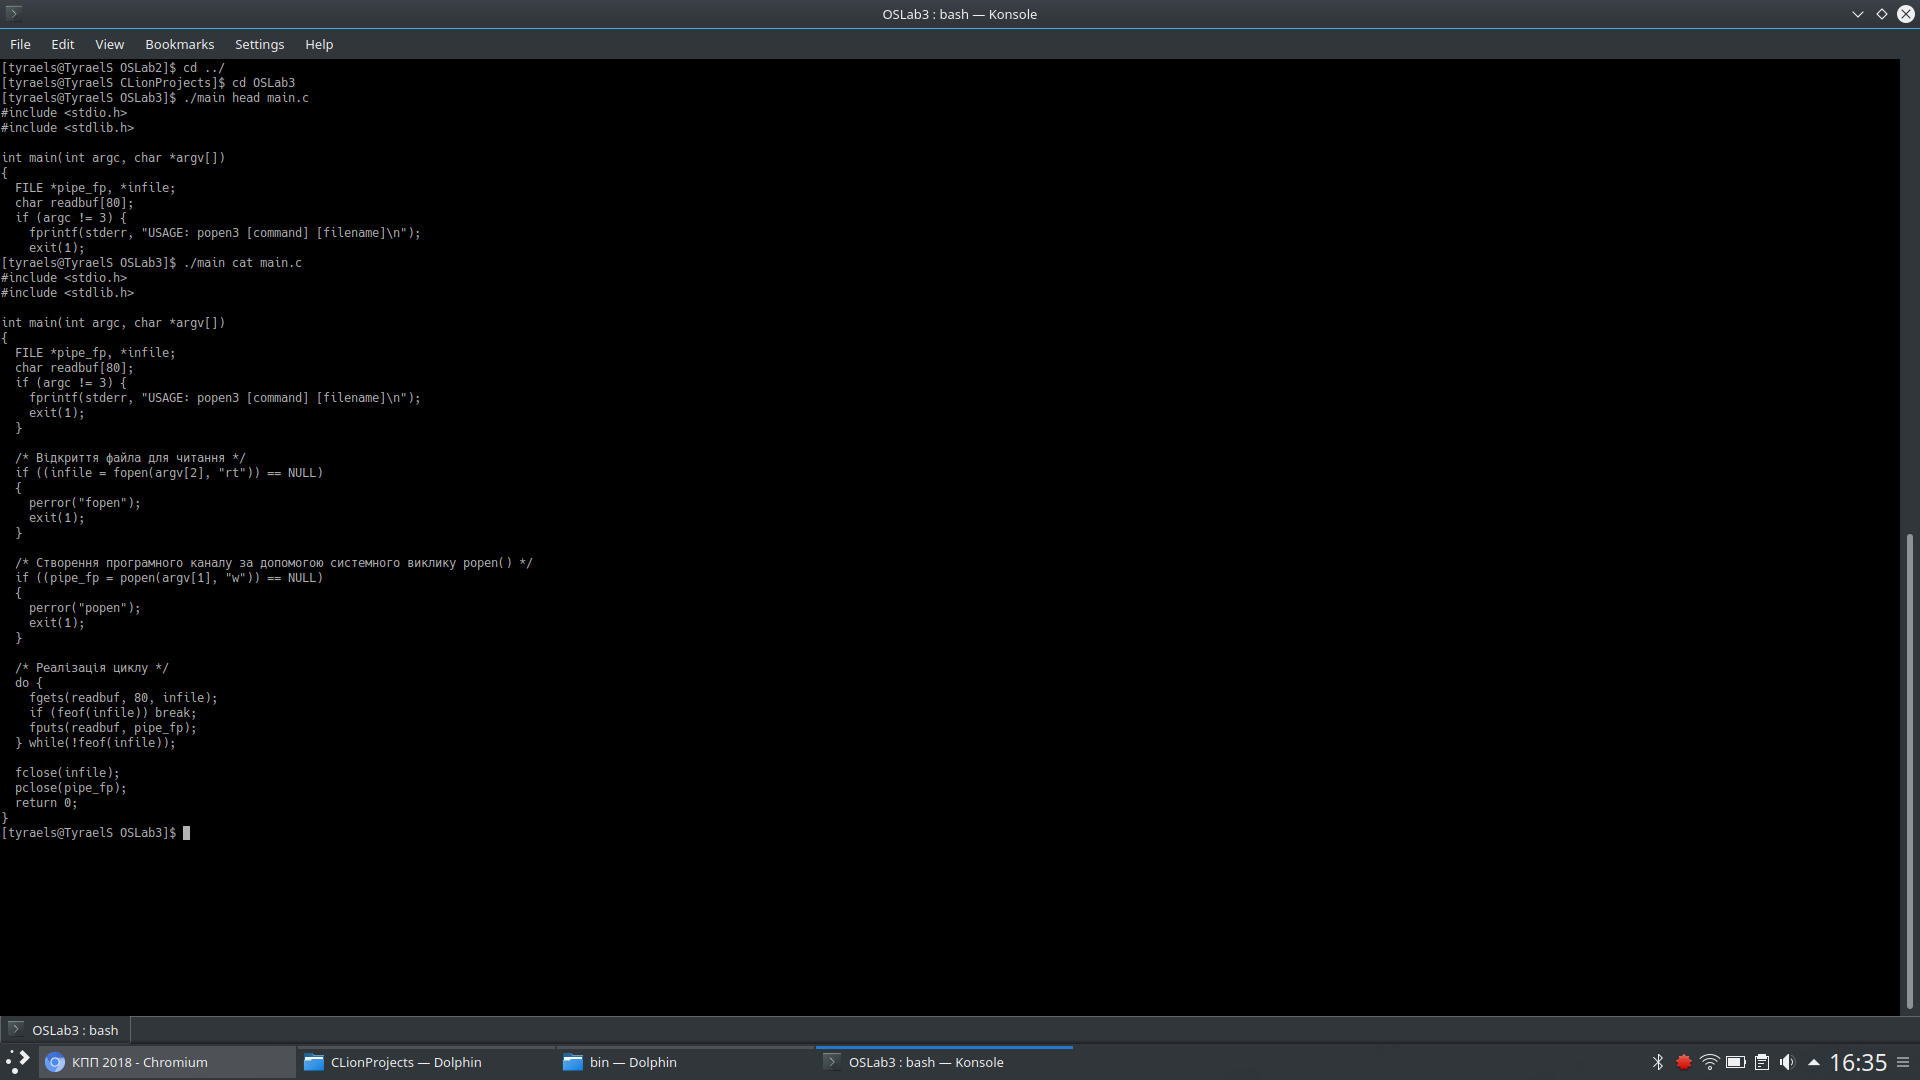 OSLab3 : bash — Konsole
File Edit View Bookmarks Settings Help
[tyraels@TyraelS OSLab2]$ cd ../
[tyraels@TyraelS CLionProjects]$ cd OSLab3
[tyraels@TyraelS OSLab3]$ ./main head main.c
#include <stdio.h>
#include <stdlib.h>

int main(int argc, char *argv[])
{
  FILE *pipe_fp, *infile;
  char readbuf[80];
  if (argc != 3) {
    fprintf(stderr, "USAGE: popen3 [command] [filename]\n");
    exit(1);
[tyraels@TyraelS OSLab3]$ ./main cat main.c
#include <stdio.h>
#include <stdlib.h>

int main(int argc, char *argv[])
{
  FILE *pipe_fp, *infile;
  char readbuf[80];
  if (argc != 3) {
    fprintf(stderr, "USAGE: popen3 [command] [filename]\n");
    exit(1);
  }

  /* Відкриття файла для читання */
  if ((infile = fopen(argv[2], "rt")) == NULL)
  {
    perror("fopen");
    exit(1);
  }

  /* Створення програмного каналу за допомогою системного виклику popen() */
  if ((pipe_fp = popen(argv[1], "w")) == NULL)
  {
    perror("popen");
    exit(1);
  }

  /* Реалізація циклу */
  do {
    fgets(readbuf, 80, infile);
    if (feof(infile)) break;
    fputs(readbuf, pipe_fp);
  } while(!feof(infile));

  fclose(infile);
  pclose(pipe_fp);
  return 0;
}
[tyraels@TyraelS OSLab3]$
OSLab3 : bash
КПП 2018 - Chromium
CLionProjects — Dolphin
bin — Dolphin
OSLab3 : bash — Konsole
16:35